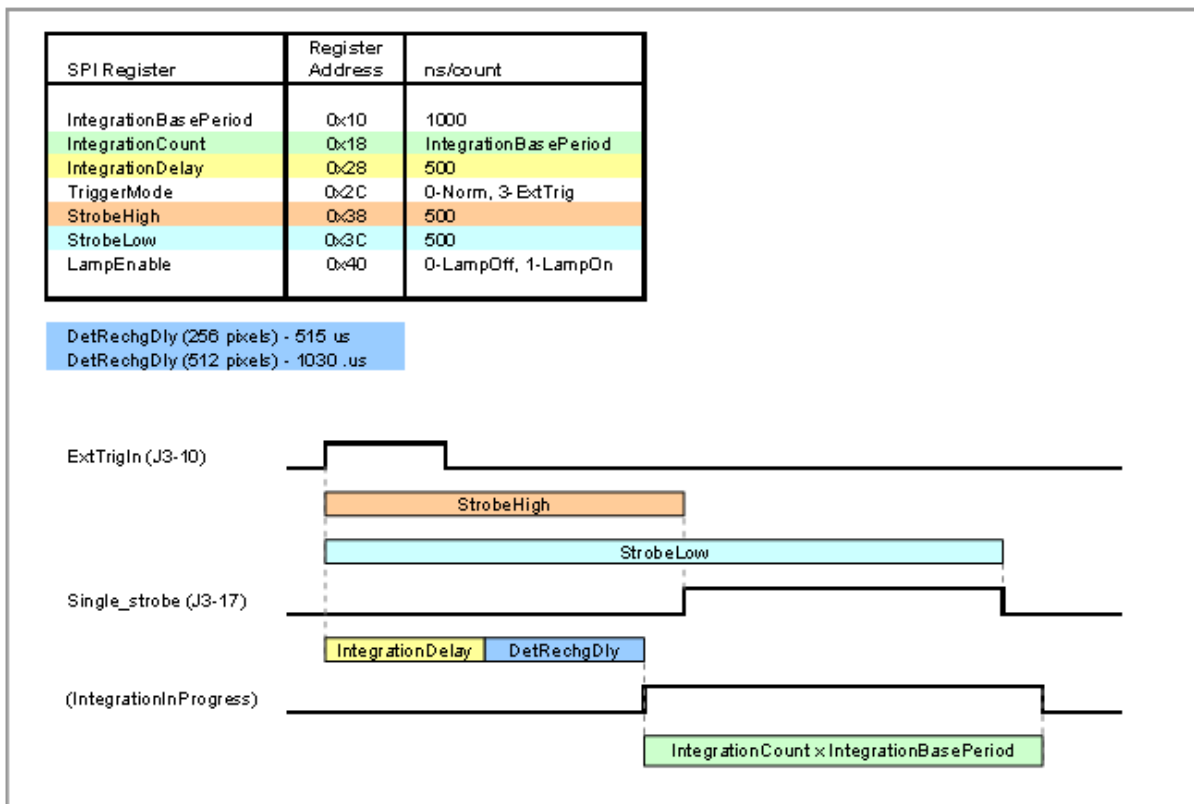 SPI Register Register Address ns/count
IntegrationBasePeriod 0x10 1000
IntegrationCount 0x18 IntegrationBasePeriod
IntegrationDelay 0x28 500
TriggerMode 0x2C 0-Norm, 3-ExtTrig
StrobeHigh 0x38 500
StrobeLow 0x3C 500
LampEnable 0x40 0-LampOff, 1-LampOn
DetRechgDly (256 pixels) - 515 us
DetRechgDly (512 pixels) - 1030 .us
ExtTrigIn (J3-10)
StrobeHigh
StrobeLow
Single_strobe (J3-17)
IntegrationDelay DetRechgDly
(IntegrationInProgress)
IntegrationCount x IntegrationBasePeriod